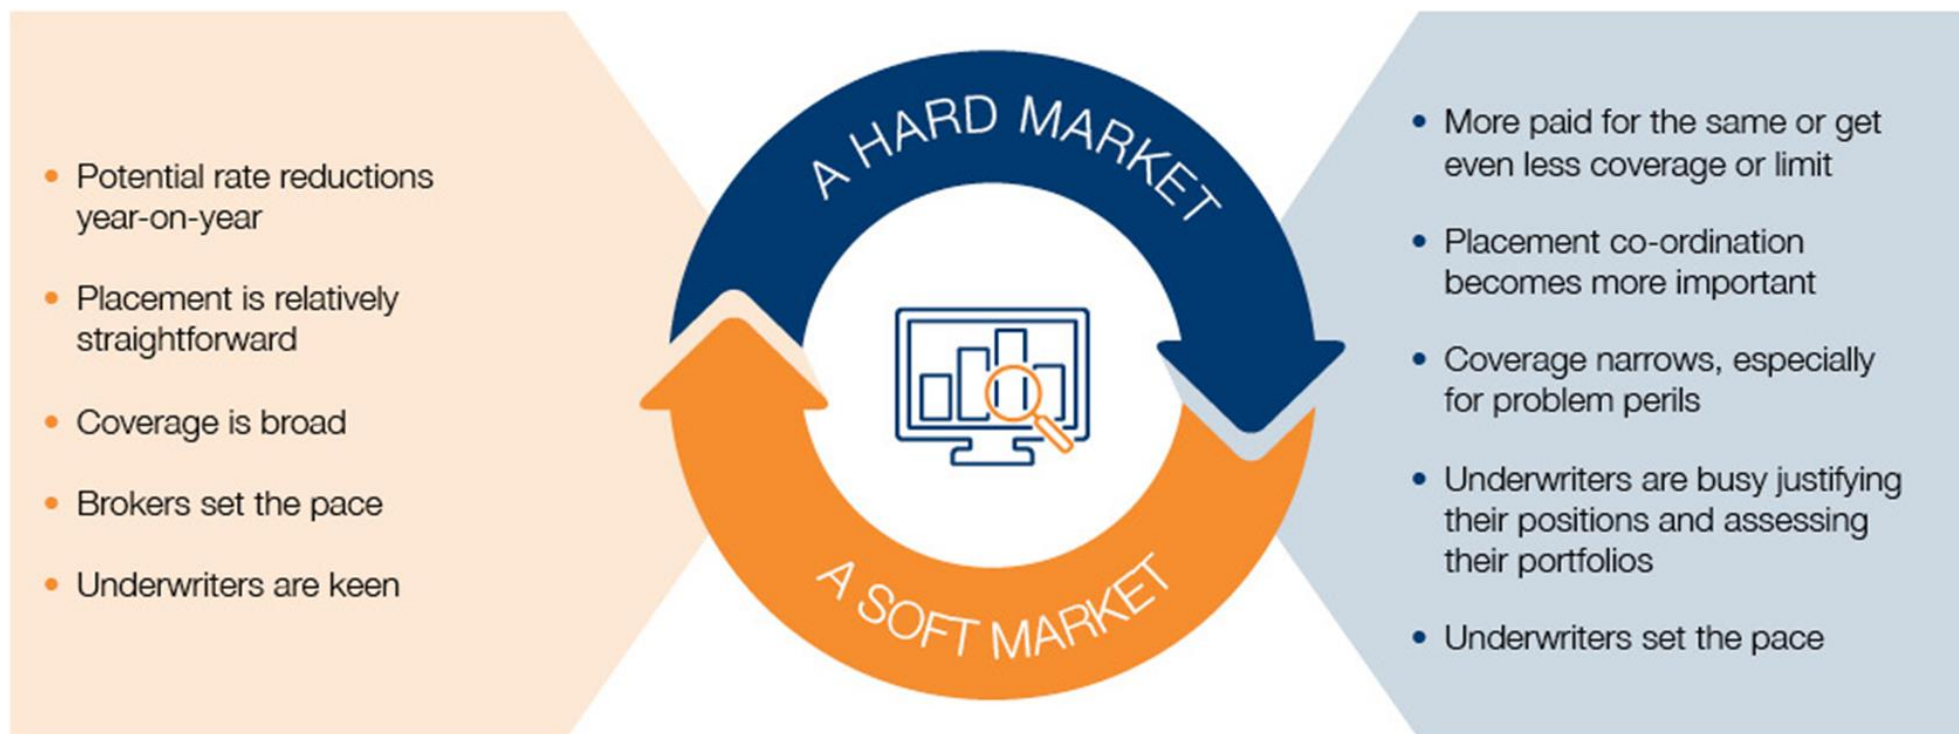 • Potential rate reductions
year-on-year
• Placement is relatively
straightforward
• Coverage is broad
• Brokers set the pace
• Underwriters are keen
A HARD MARKET
A SOFT MARKET
• More paid for the same or get
even less coverage or limit
• Placement co-ordination
becomes more important
• Coverage narrows, especially
for problem perils
• Underwriters are busy justifying
their positions and assessing
their portfolios
• Underwriters set the pace